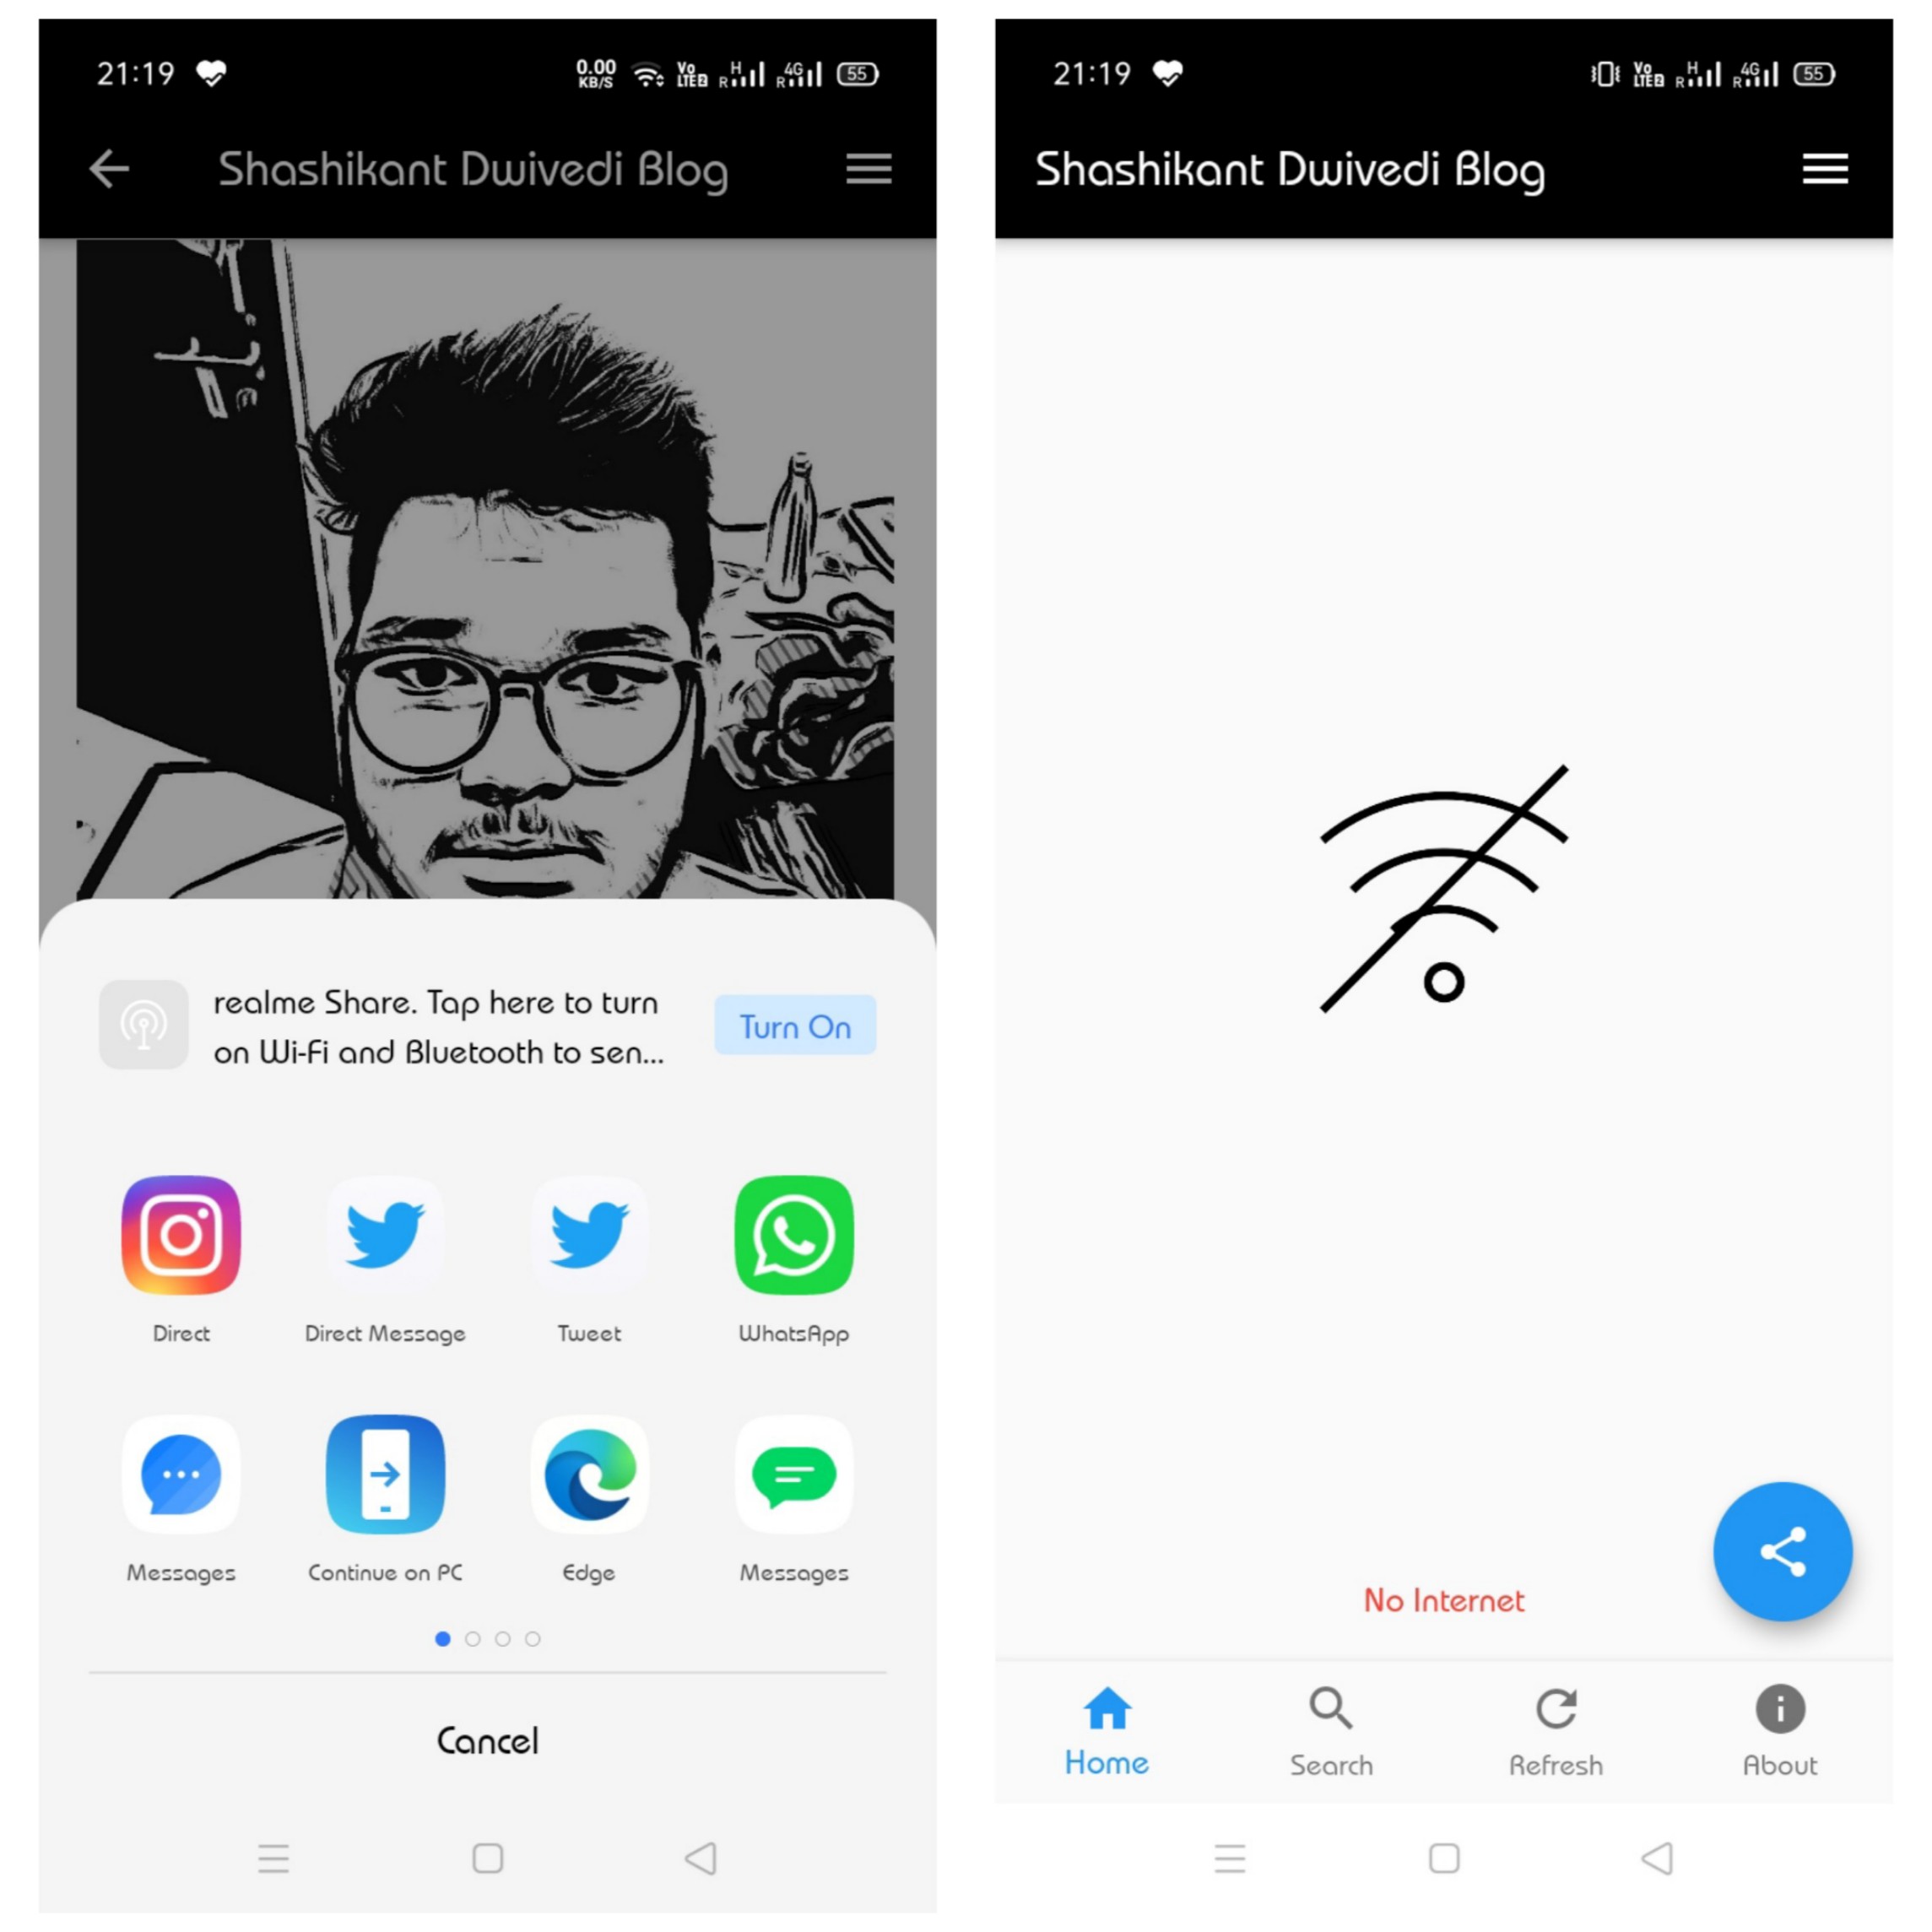 21:19
0.00 KB/S
Vo LTE2
R H
R 4G
55
Shashikant Dwivedi Blog
realme Share. Tap here to turn
on Wi-Fi and Bluetooth to sen...
Turn On
Direct
Direct Message
Tweet
WhatsApp
Messages
Continue on PC
Edge
Messages
Cancel
21:19
Vo LTE2
R H
R 4G
55
Shashikant Dwivedi Blog
No Internet
Home
Search
Refresh
About